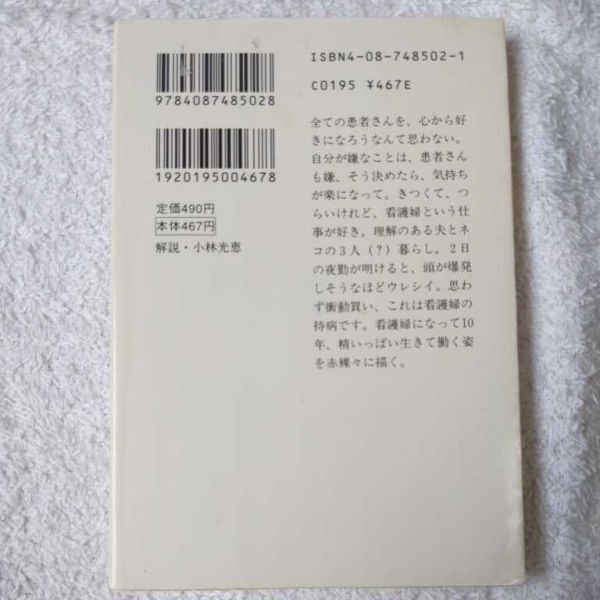 ISBN4-08-748502-1
C0195 ¥467E
9784087485028
1920195004678
定価490円
本体467円
解説・小林光恵
全ての患者さんを、心から好
きになろうなんて思わない。
自分が嫌なことは、患者さん
も嫌、そう決めたら、気持ち
が楽になって。きつくて、つ
らいけれど、看護婦という仕
事が好き。理解のある夫とネ
コの3人（？）暮らし。2日
の夜勤が明けると、頭が爆発
しそうなほどウレシイ。思わ
ず衝動買い、これは看護婦の
持病です。看護婦になって10
年、精いっぱい生きて働く姿
を赤裸々に描く。